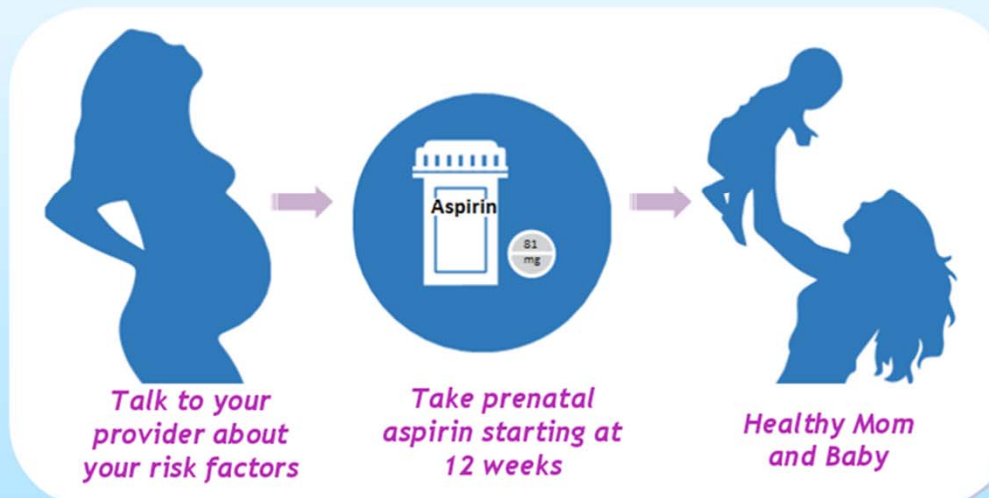 Aspirin
81
mg
Talk to your
provider about
your risk factors
Take prenatal
aspirin starting at
12 weeks
Healthy Mom
and Baby